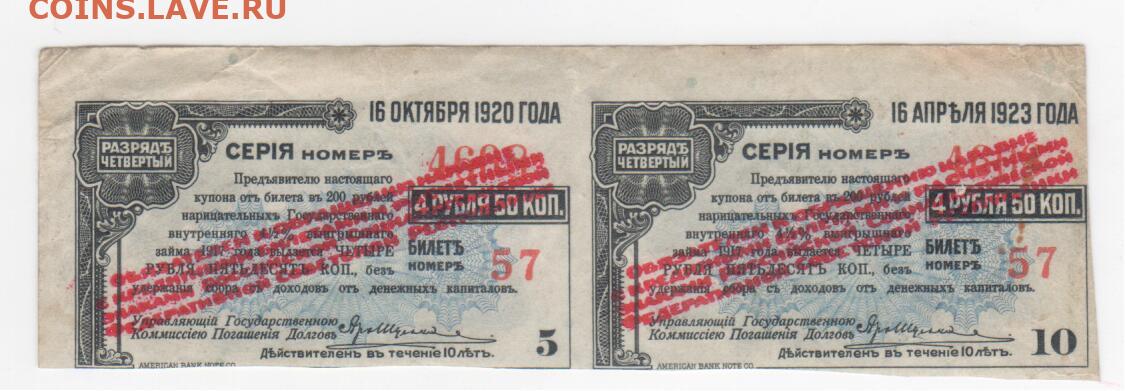 COINS.LAVE.RU
16 ОКТЯБРЯ 1920 ГОДА
РАЗРЯДЪ
ЧЕТВЕРТЫЙ
СЕРІЯ НОМЕРЪ
Предъявителю настоящаго
купона отъ билета въ 200 рублей
нарицательныхъ Государственнаго
внутренняго 4½% выигрышнаго
займа 1917 года выдается ЧЕТЫРЕ
РУБЛЯ ПЯТЬДЕСЯТЪ КОП., безъ
удержанія сбора съ доходовъ отъ денежныхъ капиталовъ.
4 РУБЛЯ 50 КОП.
БИЛЕТЪ
НОМЕРЪ 57
Управляющій Государственною
Коммиссіею Погашенія Долговъ
5
Дѣйствителенъ въ теченіе 10 лѣтъ.
AMERICAN BANK NOTE CO.
16 АПРѢЛЯ 1923 ГОДА
РАЗРЯДЪ
ЧЕТВЕРТЫЙ
СЕРІЯ НОМЕРЪ
Предъявителю настоящаго
купона отъ билета въ 200 рублей
нарицательныхъ Государственнаго
внутренняго 4½% выигрышнаго
займа 1917 года выдается ЧЕТЫРЕ
РУБЛЯ ПЯТЬДЕСЯТЪ КОП., безъ
удержанія сбора съ доходовъ отъ денежныхъ капиталовъ.
4 РУБЛЯ 50 КОП.
БИЛЕТЪ
НОМЕРЪ 57
Управляющій Государственною
Коммиссіею Погашенія Долговъ
10
Дѣйствителенъ въ теченіе 10 лѣтъ.
AMERICAN BANK NOTE CO.